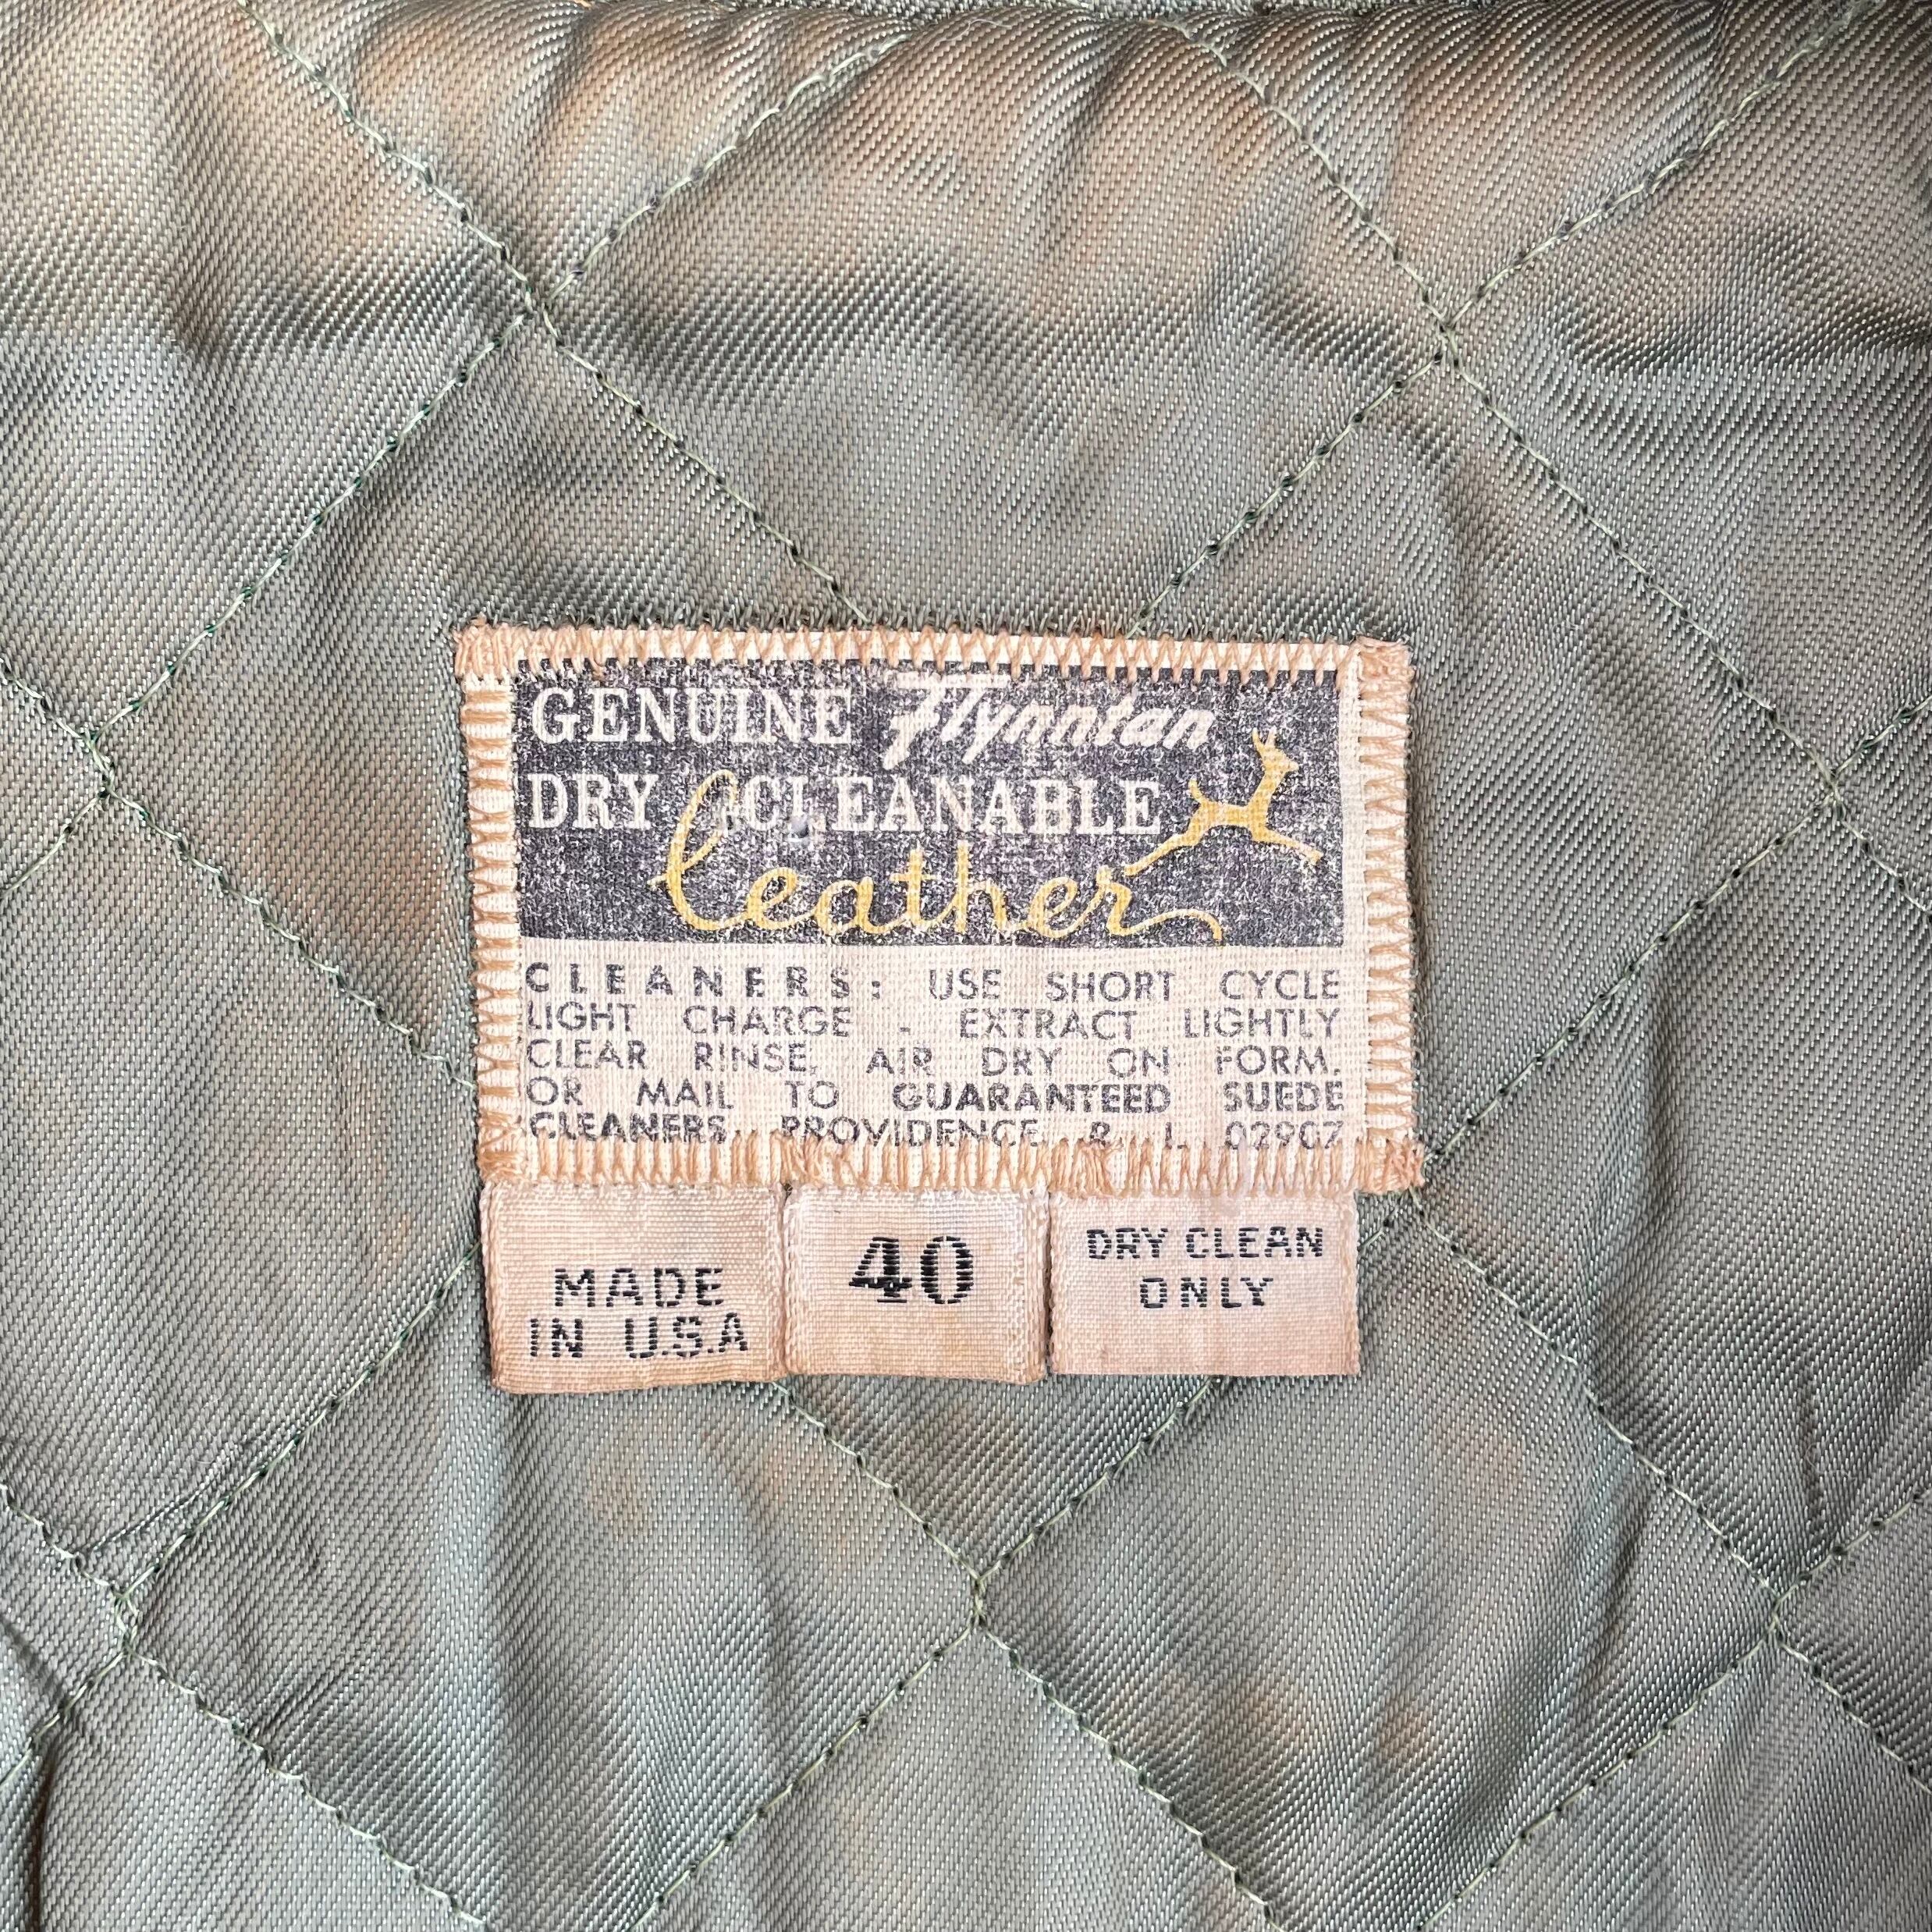 GENUINE Flynntan
DRY CLEANABLE
Leather
CLEANERS: USE SHORT CYCLE
LIGHT CHARGE - EXTRACT LIGHTLY
CLEAR RINSE, AIR DRY ON FORM.
OR MAIL TO GUARANTEED SUEDE
CLEANERS PROVIDENCE R. I. 02907
MADE
IN U.S.A
40
DRY CLEAN
ONLY